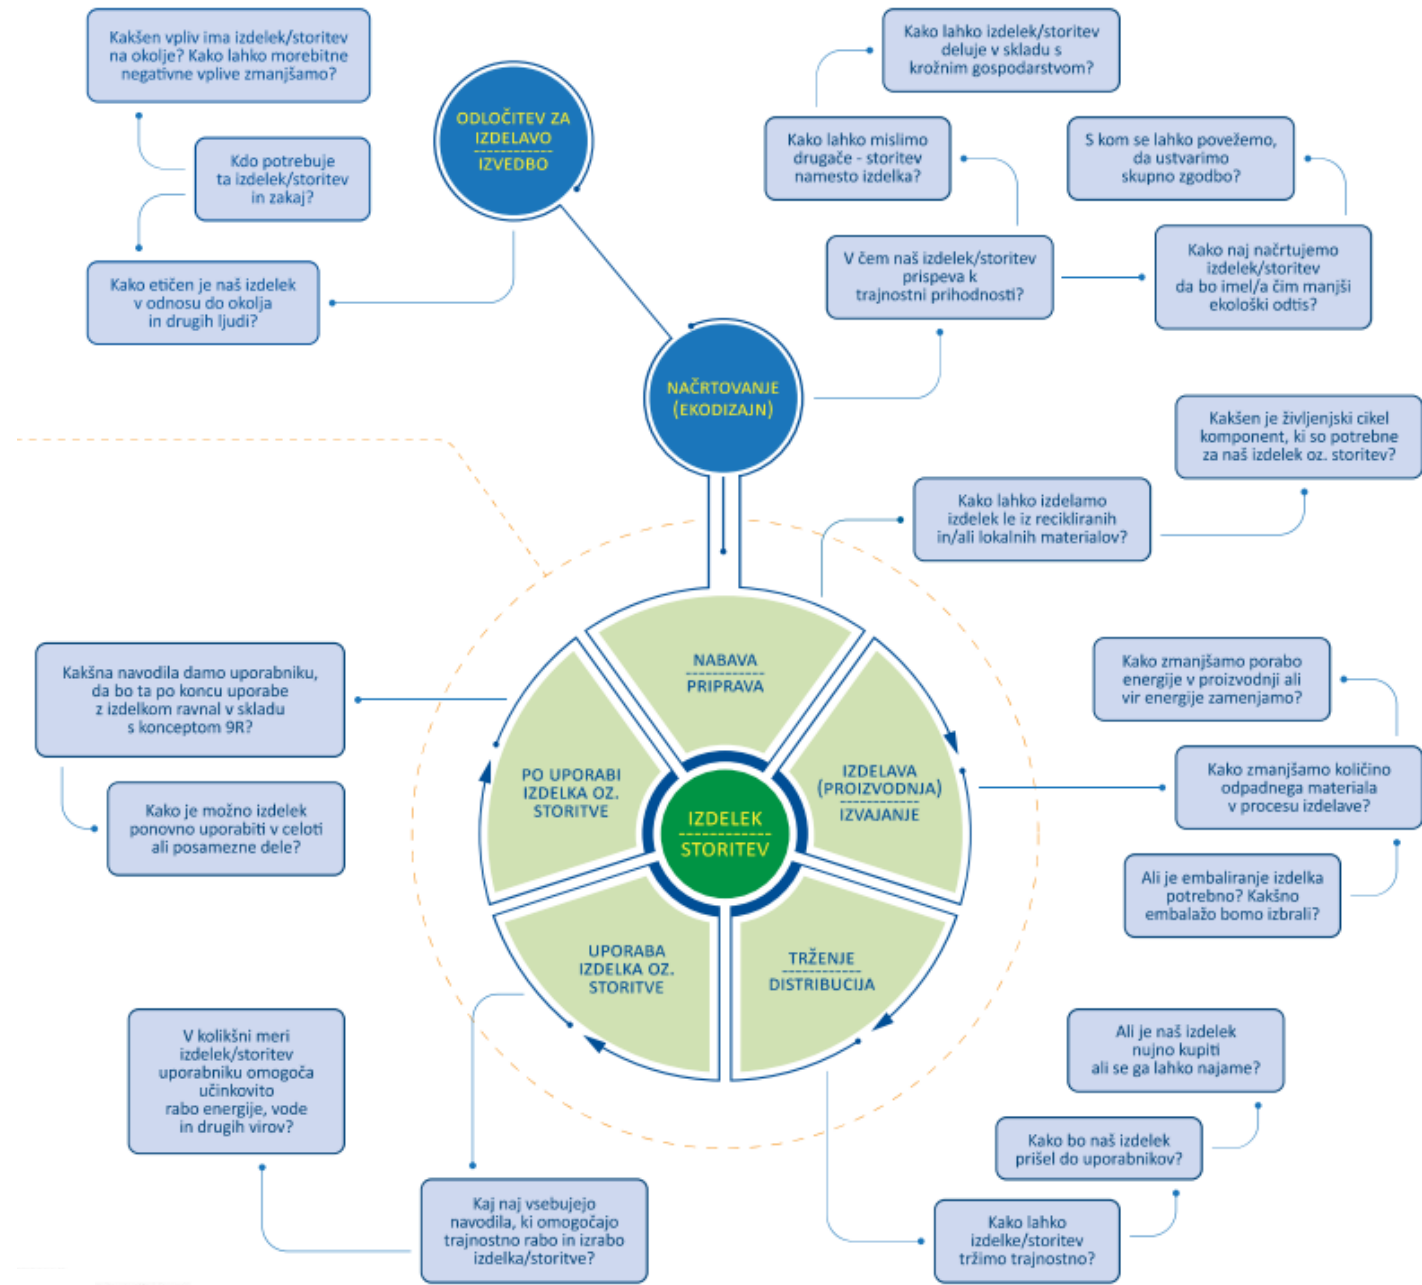 Kakšen vpliv ima izdelek/storitev
na okolje? Kako lahko morebitne
negativne vplive zmanjšamo?
Kdo potrebuje
ta izdelek/storitev
in zakaj?
Kako etičen je naš izdelek
v odnosu do okolja
in drugih ljudi?
ODLOČITEV ZA
IZDELAVO
IZVEDBO
Kako lahko izdelek/storitev
deluje v skladu s
krožnim gospodarstvom?
Kako lahko mislimo
drugače - storitev
namesto izdelka?
S kom se lahko povežemo,
da ustvarimo
skupno zgodbo?
V čem naš izdelek/storitev
prispeva k
trajnostni prihodnosti?
Kako naj načrtujemo
izdelek/storitev
da bo imel/a čim manjši
ekološki odtis?
NAČRTOVANJE
(EKODIZAJN)
Kakšen je življenjski cikel
komponent, ki so potrebne
za naš izdelek oz. storitev?
Kako lahko izdelamo
izdelek le iz recikliranih
in/ali lokalnih materialov?
NABAVA
PRIPRAVA
Kakšna navodila damo uporabniku,
da bo ta po koncu uporabe
z izdelkom ravnal v skladu
s konceptom 9R?
Kako je možno izdelek
ponovno uporabiti v celoti
ali posamezne dele?
PO UPORABI
IZDELKA OZ.
STORITVE
IZDELEK
STORITEV
IZDELAVA
(PROIZVODNJA)
IZVAJANJE
Kako zmanjšamo porabo
energije v proizvodnji ali
vir energije zamenjamo?
Kako zmanjšamo količino
odpadnega materiala
v procesu izdelave?
Ali je embaliranje izdelka
potrebno? Kakšno
embalažo bomo izbrali?
UPORABA
IZDELKA OZ.
STORITVE
TRŽENJE
DISTRIBUCIJA
V kolikšni meri
izdelek/storitev
uporabniku omogoča
učinkovito
rabo energije, vode
in drugih virov?
Kaj naj vsebujejo
navodila, ki omogočajo
trajnostno rabo in izrabo
izdelka/storitve?
Ali je naš izdelek
nujno kupiti
ali se ga lahko najame?
Kako bo naš izdelek
prišel do uporabnikov?
Kako lahko
izdelke/storitev
tržimo trajnostno?